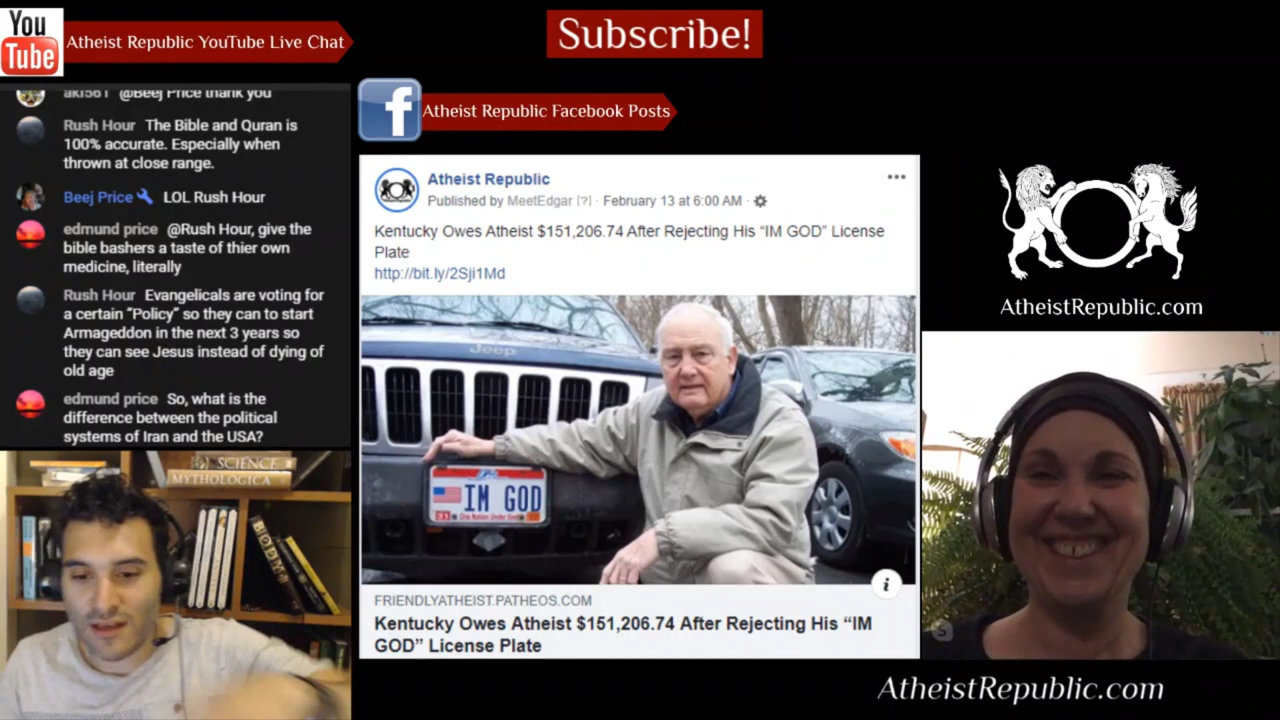 You
Tube
Atheist Republic YouTube Live Chat
Subscribe!
aki561 @Beej Price thank you
Rush Hour The Bible and Quran is
100% accurate. Especially when
thrown at close range.
Beej Price LOL Rush Hour
edmund price @Rush Hour, give the
bible bashers a taste of thier own
medicine, literally
Rush Hour Evangelicals are voting for
a certain “Policy” so they can to start
Armageddon in the next 3 years so
they can see Jesus instead of dying of
old age
edmund price So, what is the
difference between the political
systems of Iran and the USA?
f
Atheist Republic Facebook Posts
Atheist Republic
Published by MeetEdgar [?] · February 13 at 6:00 AM ·
Kentucky Owes Atheist $151,206.74 After Rejecting His “IM GOD” License
Plate
http://bit.ly/2Sji1Md
Jeep
IM GOD
One Nation Under God
i
FRIENDLYATHEIST.PATHEOS.COM
Kentucky Owes Atheist $151,206.74 After Rejecting His “IM
GOD” License Plate
AtheistRepublic.com
SCIENCE
MYTHOLOGICA
S
AtheistRepublic.com